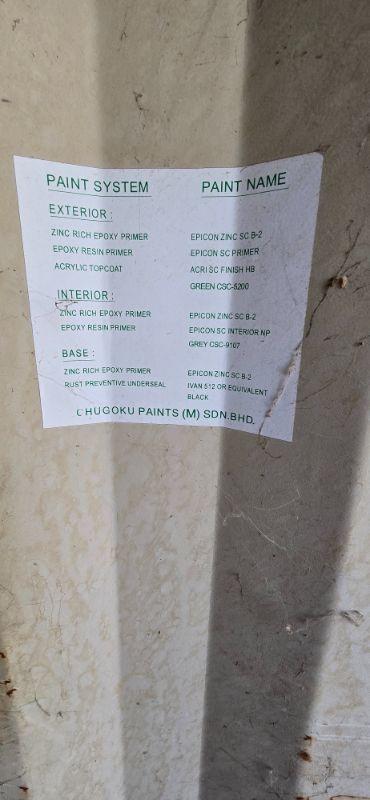 PAINT SYSTEM PAINT NAME
EXTERIOR :
ZINC RICH EPOXY PRIMER EPICON ZINC SC B-2
EPOXY RESIN PRIMER EPICON SC PRIMER
ACRYLIC TOPCOAT ACRI SC FINISH HB
GREEN CSC-5200
INTERIOR :
ZINC RICH EPOXY PRIMER EPICON ZINC SC B-2
EPOXY RESIN PRIMER EPICON SC INTERIOR NP
GREY CSC-9107
BASE :
ZINC RICH EPOXY PRIMER EPICON ZINC SC B-2
RUST PREVENTIVE UNDERSEAL IVAN 512 OR EQUIVALENT
BLACK
CHUGOKU PAINTS (M) SDN.BHD.